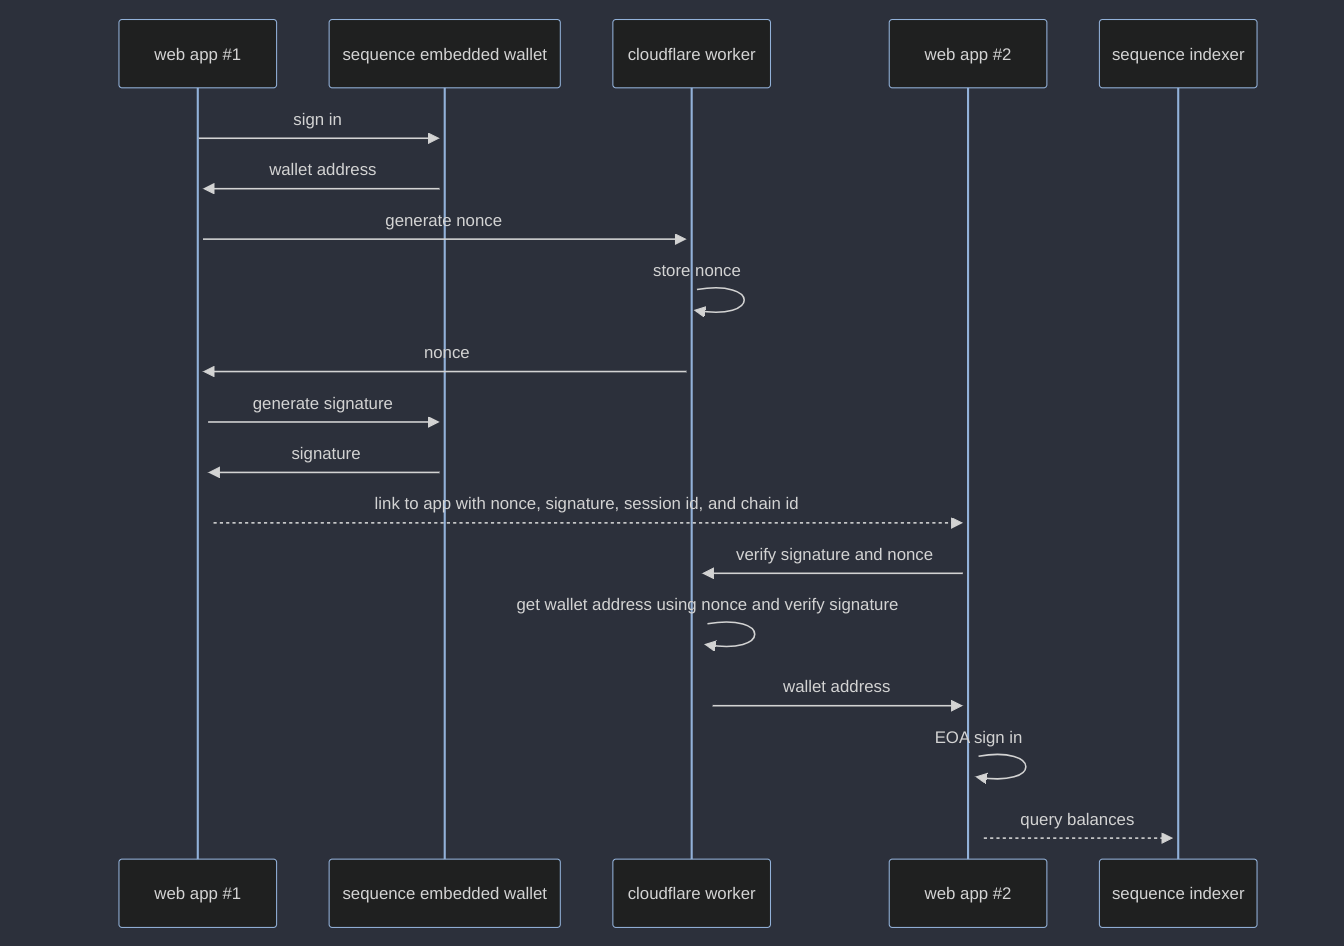 web app #1
sequence embedded wallet
cloudflare worker
web app #2
sequence indexer
sign in
wallet address
generate nonce
store nonce
nonce
generate signature
signature
link to app with nonce, signature, session id, and chain id
verify signature and nonce
get wallet address using nonce and verify signature
wallet address
EOA sign in
query balances
web app #1
sequence embedded wallet
cloudflare worker
web app #2
sequence indexer